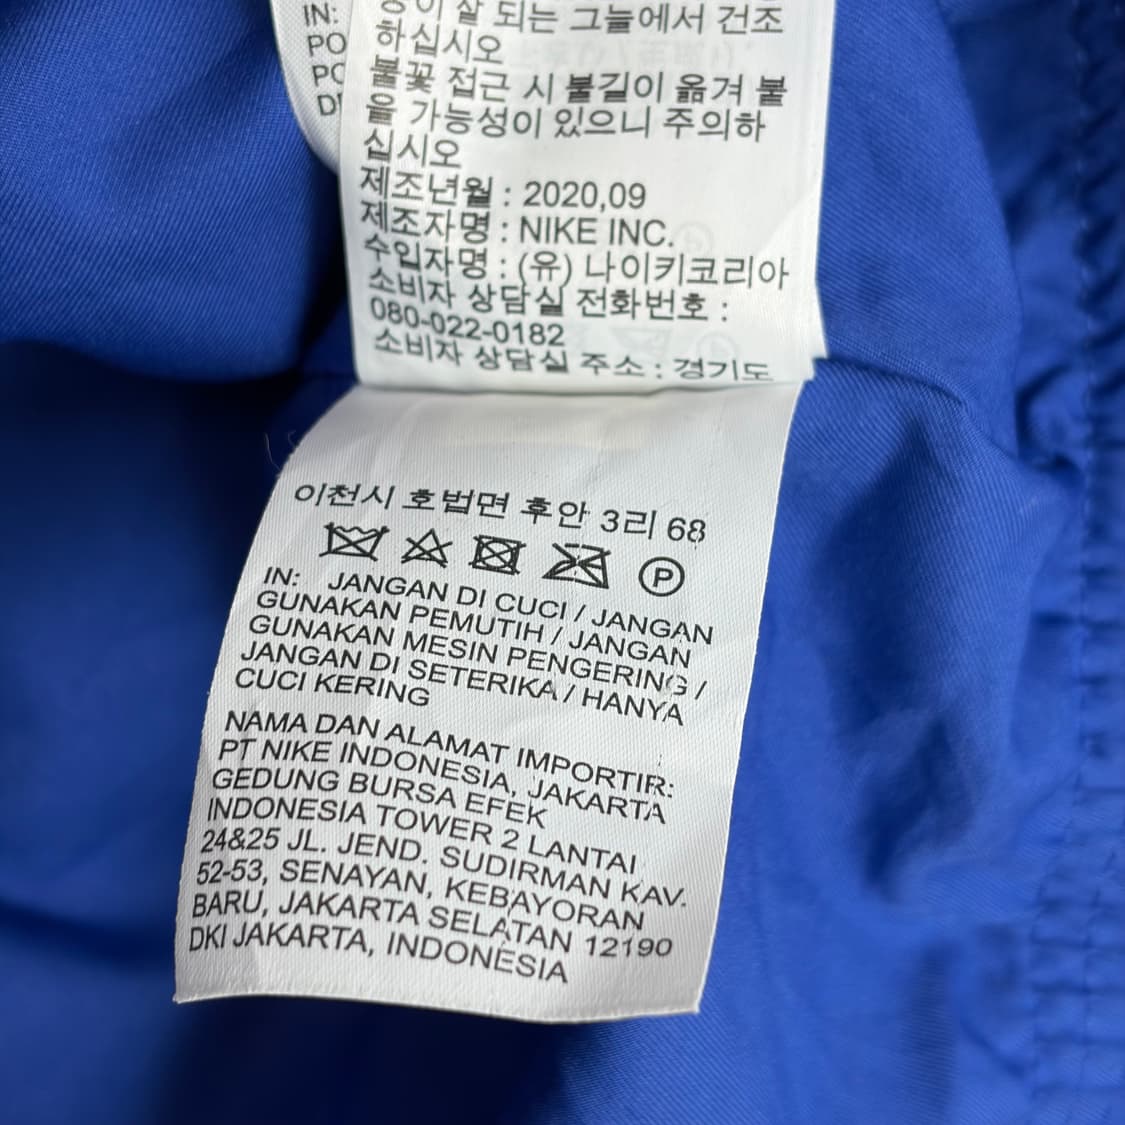 IN:
PO
PC
DI
이 잘 되는 그늘에서 건조
하십시오
불꽃 접근 시 불길이 옮겨 붙
을 가능성이 있으니 주의하
십시오
제조년월 : 2020,09
제조자명 : NIKE INC.
수입자명 : (유) 나이키코리아
소비자 상담실 전화번호 :
080-022-0182
소비자 상담실 주소 : 경기도
이천시 호법면 후안 3리 68
P
IN: JANGAN DI CUCI / JANGAN
GUNAKAN PEMUTIH / JANGAN
GUNAKAN MESIN PENGERING /
JANGAN DI SETERIKA / HANYA
CUCI KERING
NAMA DAN ALAMAT IMPORTIR:
PT NIKE INDONESIA, JAKARTA
GEDUNG BURSA EFEK
INDONESIA TOWER 2 LANTAI
24&25 JL. JEND. SUDIRMAN KAV.
52-53, SENAYAN, KEBAYORAN
BARU, JAKARTA SELATAN 12190
DKI JAKARTA, INDONESIA